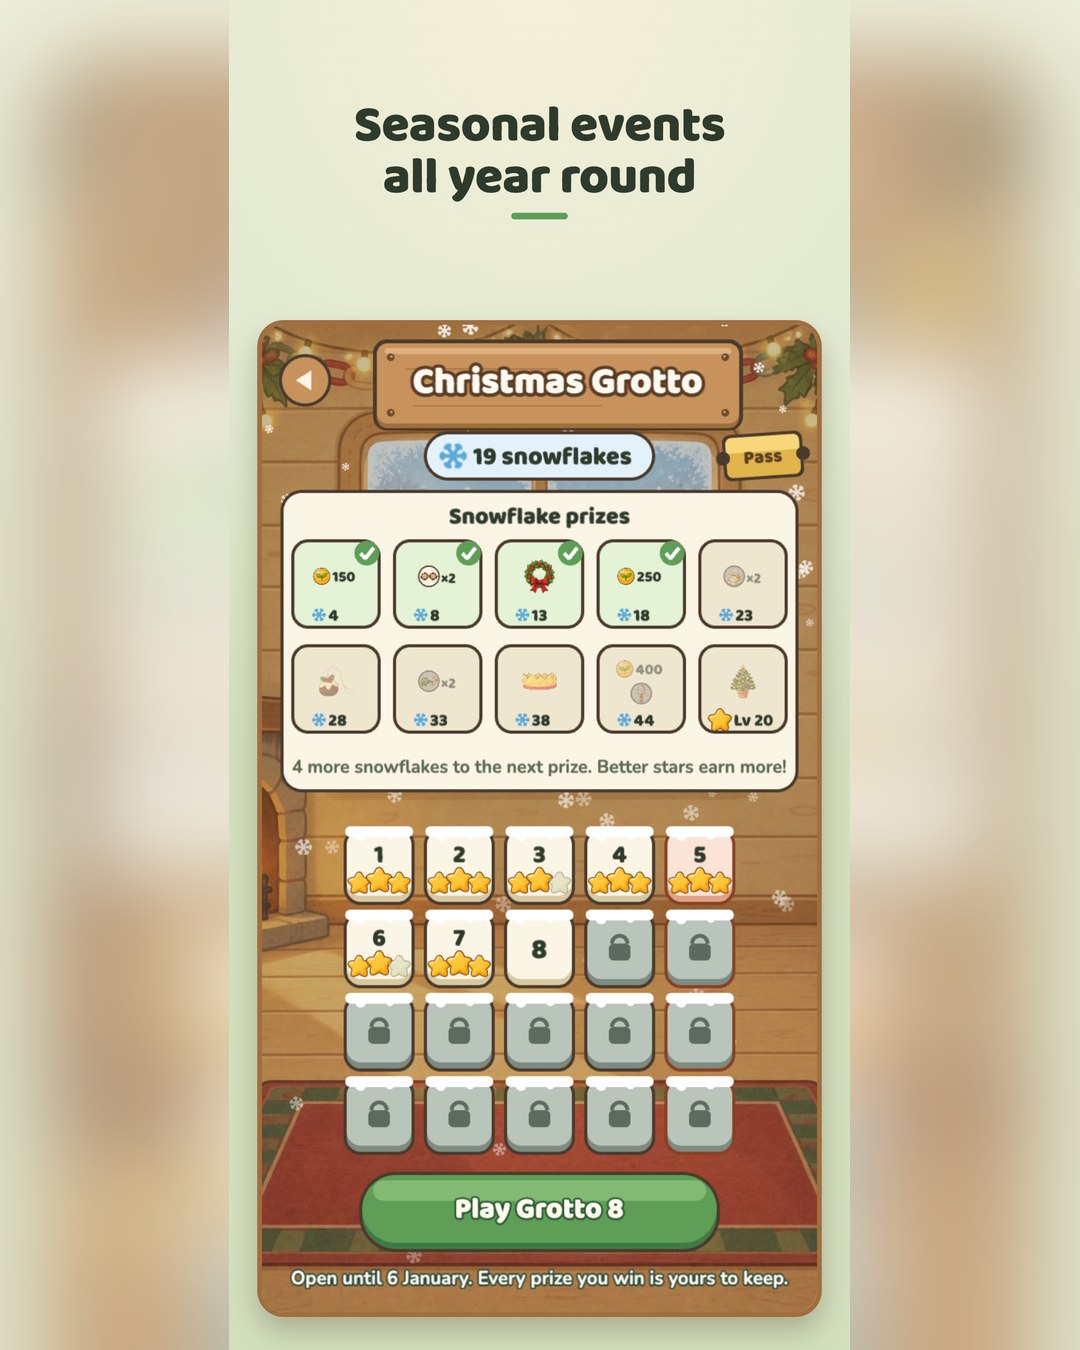 Seasonal events
all year round
Christmas Grotto
19 snowflakes
Pass
Snowflake prizes
150
×2
250
×2
4
8
13
18
23
×2
400
28
33
38
44
Lv 20
4 more snowflakes to the next prize. Better stars earn more!
1
2
3
4
5
6
7
8
Play Grotto 8
Open until 6 January. Every prize you win is yours to keep.